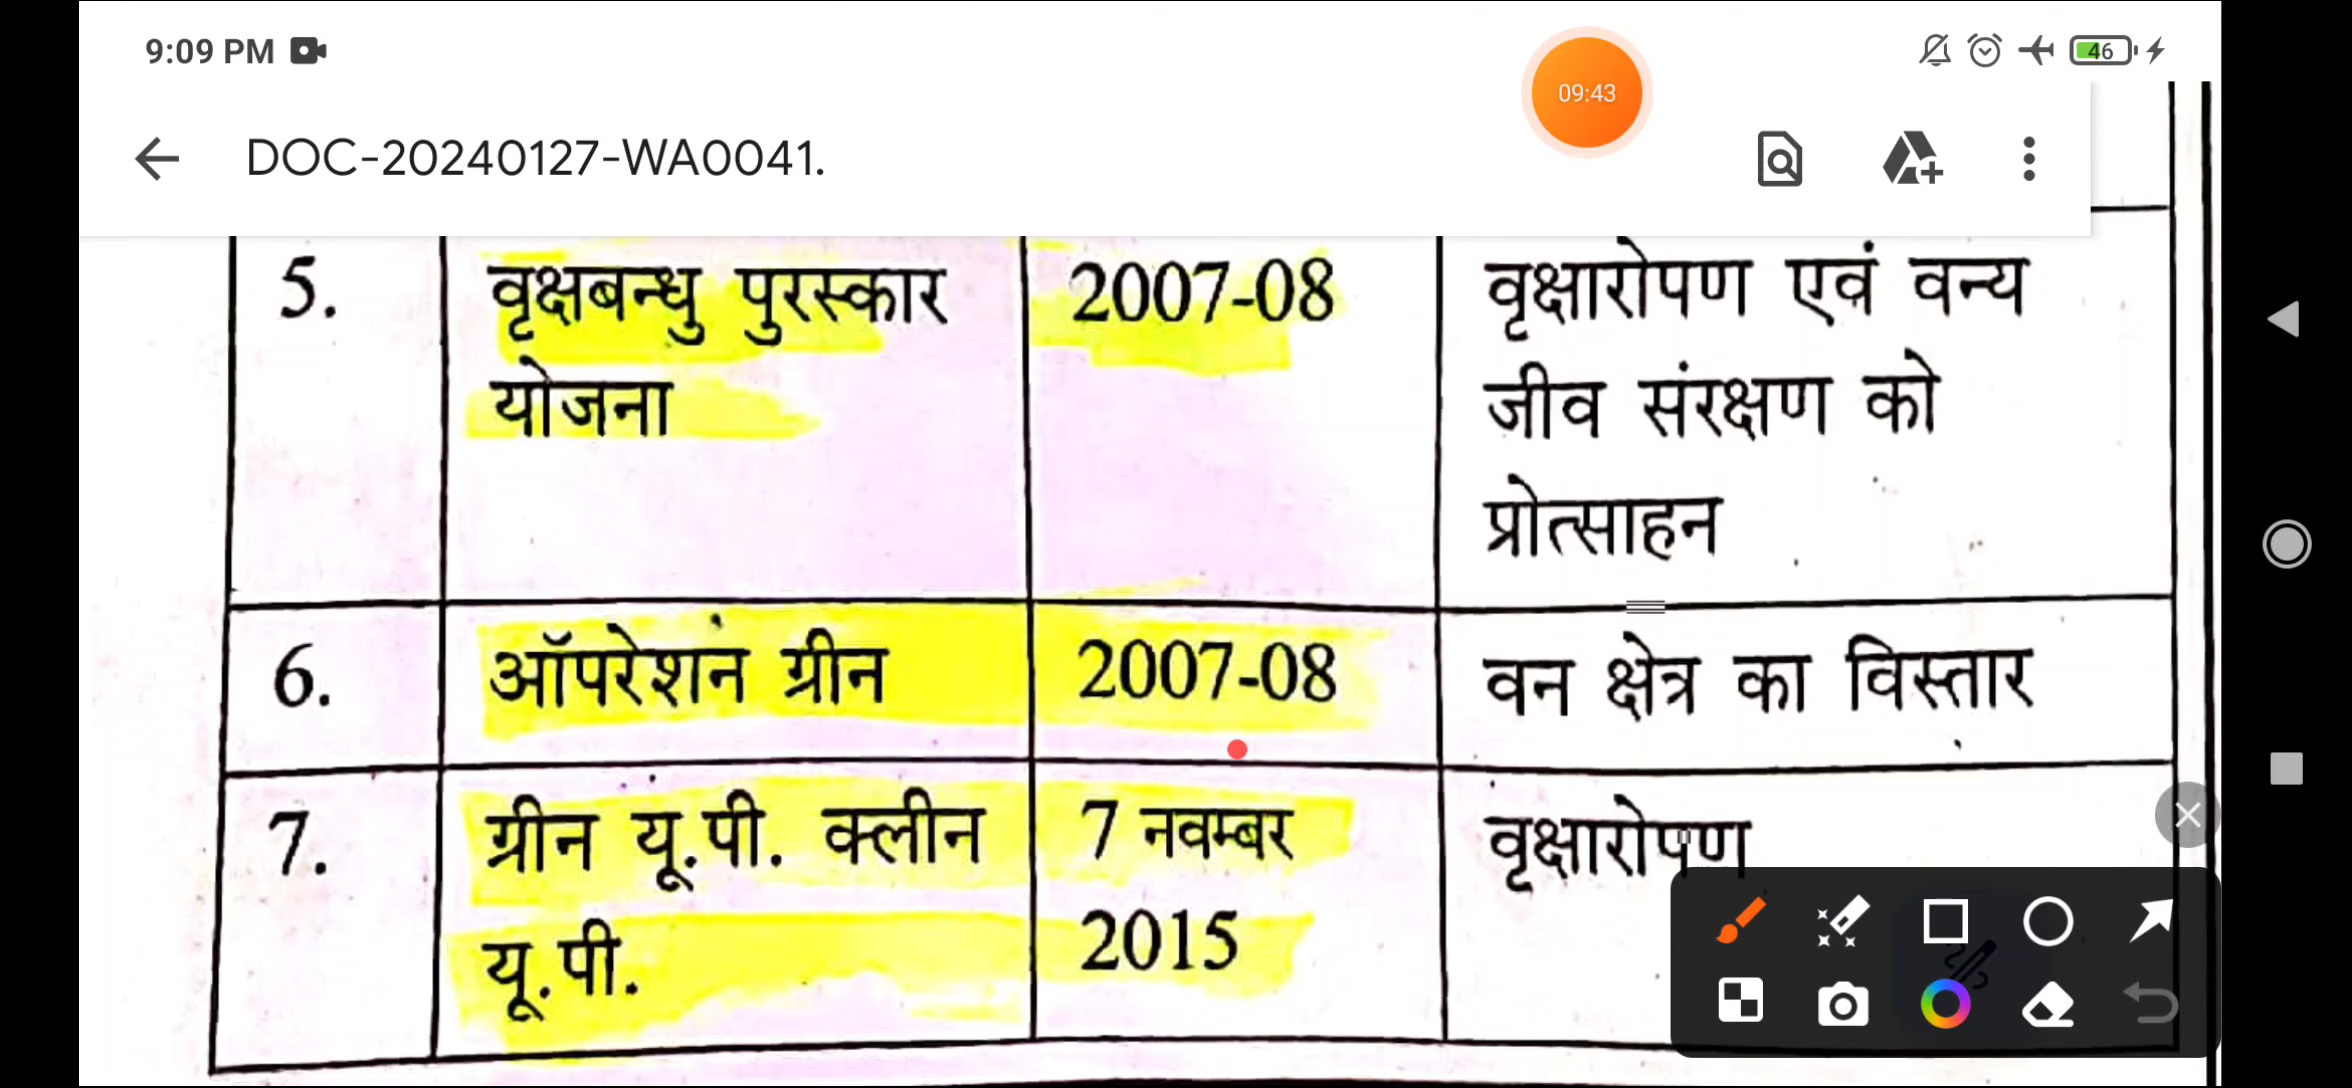 9:09 PM
46
09:43
DOC-20240127-WA0041.
5. वृक्षबन्धु पुरस्कार 2007-08 वृक्षारोपण एवं वन्य
योजना जीव संरक्षण को
प्रोत्साहन
6. ऑपरेशन ग्रीन 2007-08 वन क्षेत्र का विस्तार
7. ग्रीन यू.पी. क्लीन 7 नवम्बर वृक्षारोपण
यू.पी. 2015